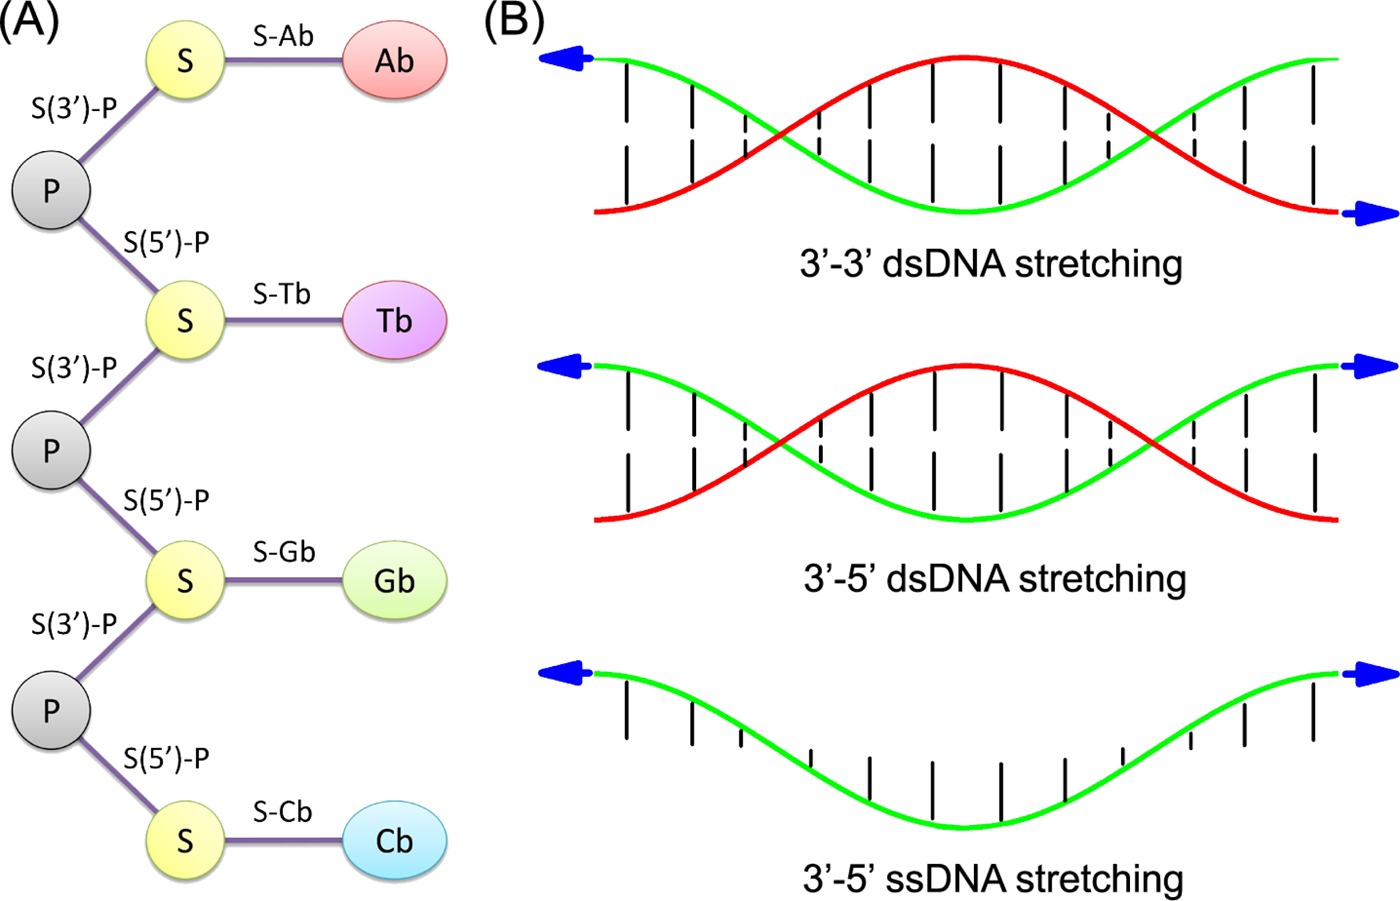 (A)
S
S-Ab
Ab
S(3’)-P
P
S(5’)-P
S
S-Tb
Tb
S(3’)-P
P
S(5’)-P
S
S-Gb
Gb
S(3’)-P
P
S(5’)-P
S
S-Cb
Cb
(B)
3’-3’ dsDNA stretching
3’-5’ dsDNA stretching
3’-5’ ssDNA stretching